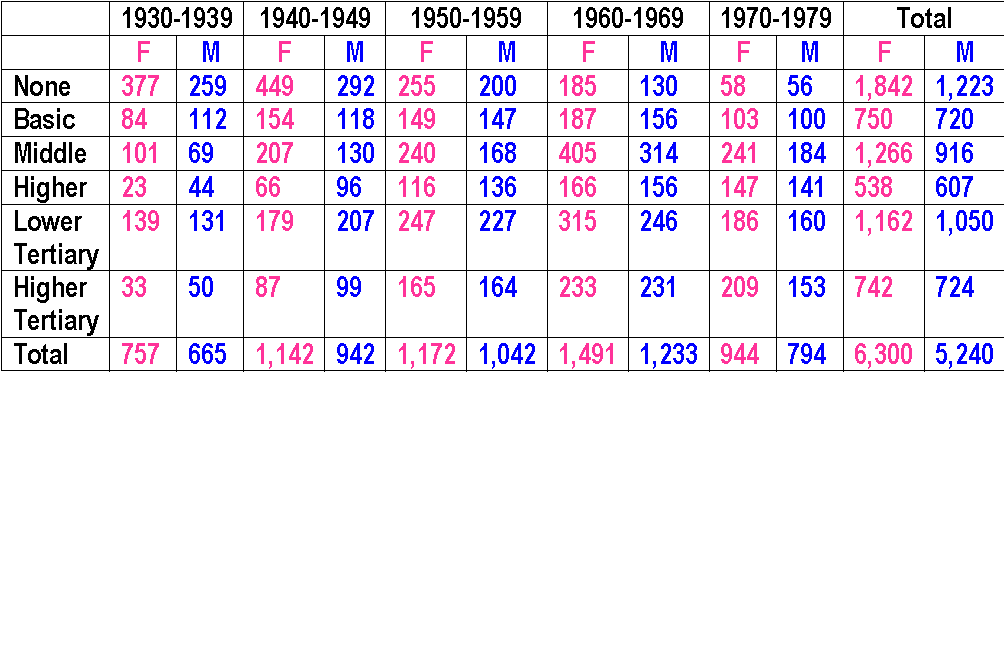 1930-1939 1940-1949 1950-1959 1960-1969 1970-1979 Total
F M F M F M F M F M F M
None 377 259 449 292 255 200 185 130 58 56 1,842 1,223
Basic 84 112 154 118 149 147 187 156 103 100 750 720
Middle 101 69 207 130 240 168 405 314 241 184 1,266 916
Higher 23 44 66 96 116 136 166 156 147 141 538 607
Lower 139 131 179 207 247 227 315 246 186 160 1,162 1,050
Tertiary
Higher 33 50 87 99 165 164 233 231 209 153 742 724
Tertiary
Total 757 665 1,142 942 1,172 1,042 1,491 1,233 944 794 6,300 5,240